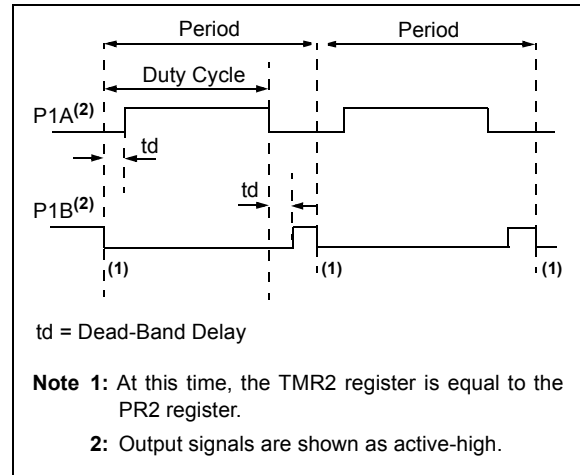 Period Period
Duty Cycle
P1A(2)
td
td
P1B(2)
(1) (1) (1)
td = Dead-Band Delay
Note 1: At this time, the TMR2 register is equal to the
PR2 register.
2: Output signals are shown as active-high.